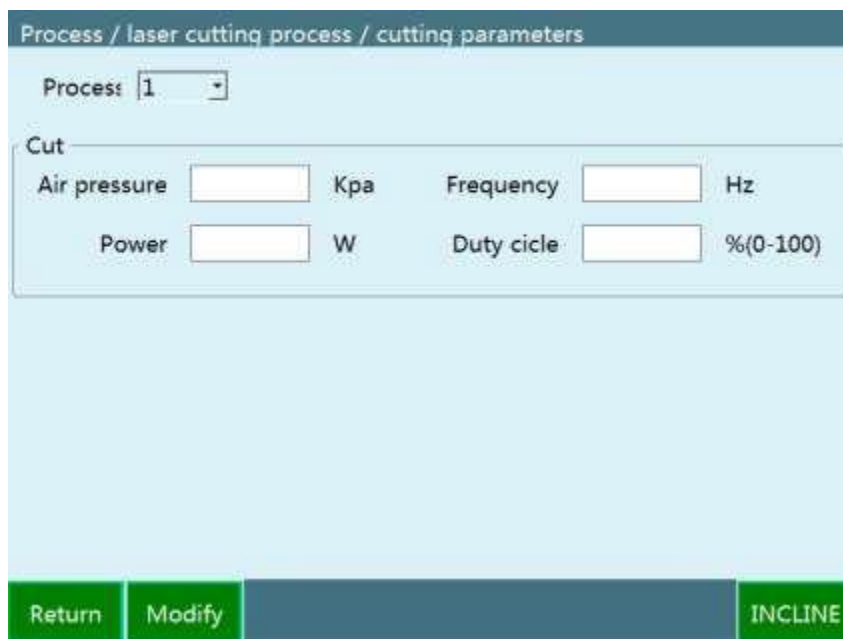 Process / laser cutting process / cutting parameters
Process 1
Cut
Air pressure Kpa Frequency Hz
Power W Duty cicle %(0-100)
Return Modify INCLINE